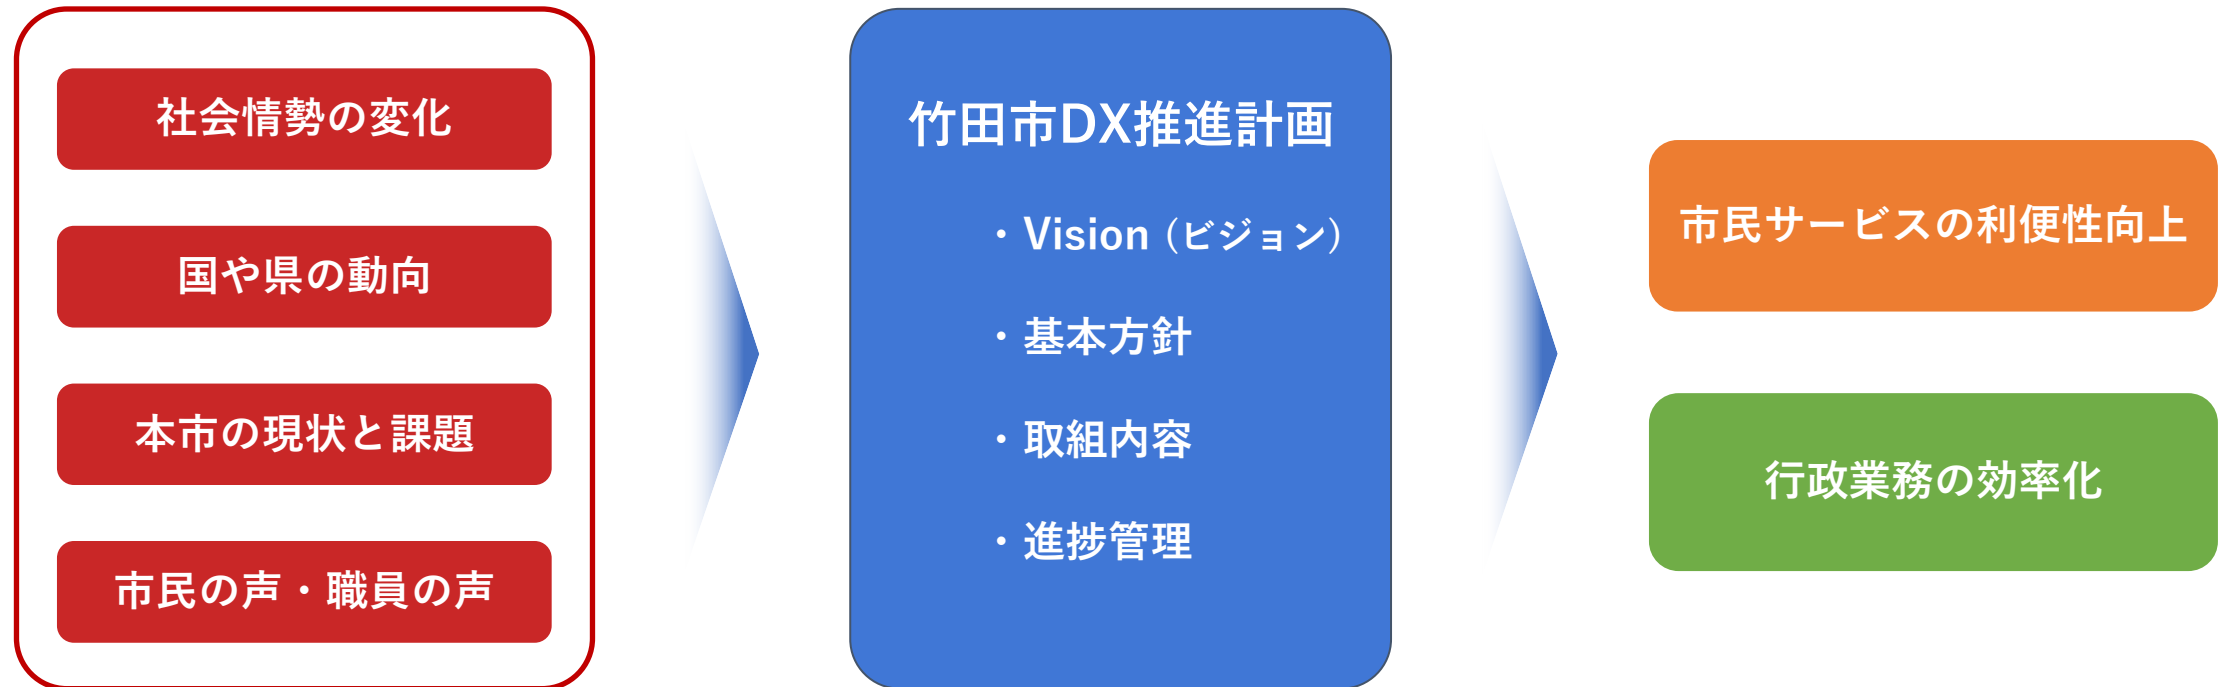 社会情勢の変化
国や県の動向
本市の現状と課題
市民の声・職員の声
竹田市DX推進計画
・Vision（ビジョン）
・基本方針
・取組内容
・進捗管理
市民サービスの利便性向上
行政業務の効率化